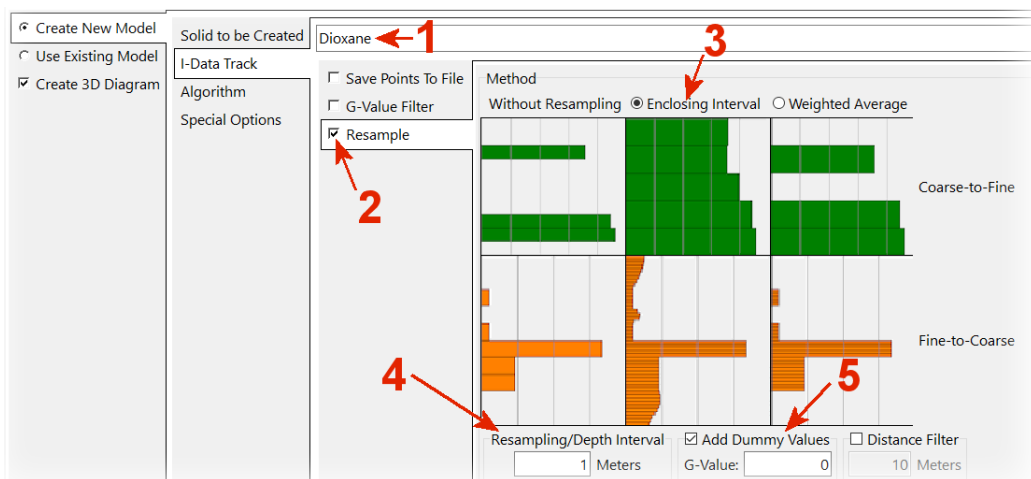 Create New Model
Use Existing Model
Create 3D Diagram
Solid to be Created
I-Data Track
Algorithm
Special Options
Dioxane
1
Save Points To File
G-Value Filter
Resample
2
3
Method
Without Resampling Enclosing Interval Weighted Average
Coarse-to-Fine
Fine-to-Coarse
4
5
Resampling/Depth Interval Add Dummy Values Distance Filter
1 Meters G-Value: 0 10 Meters